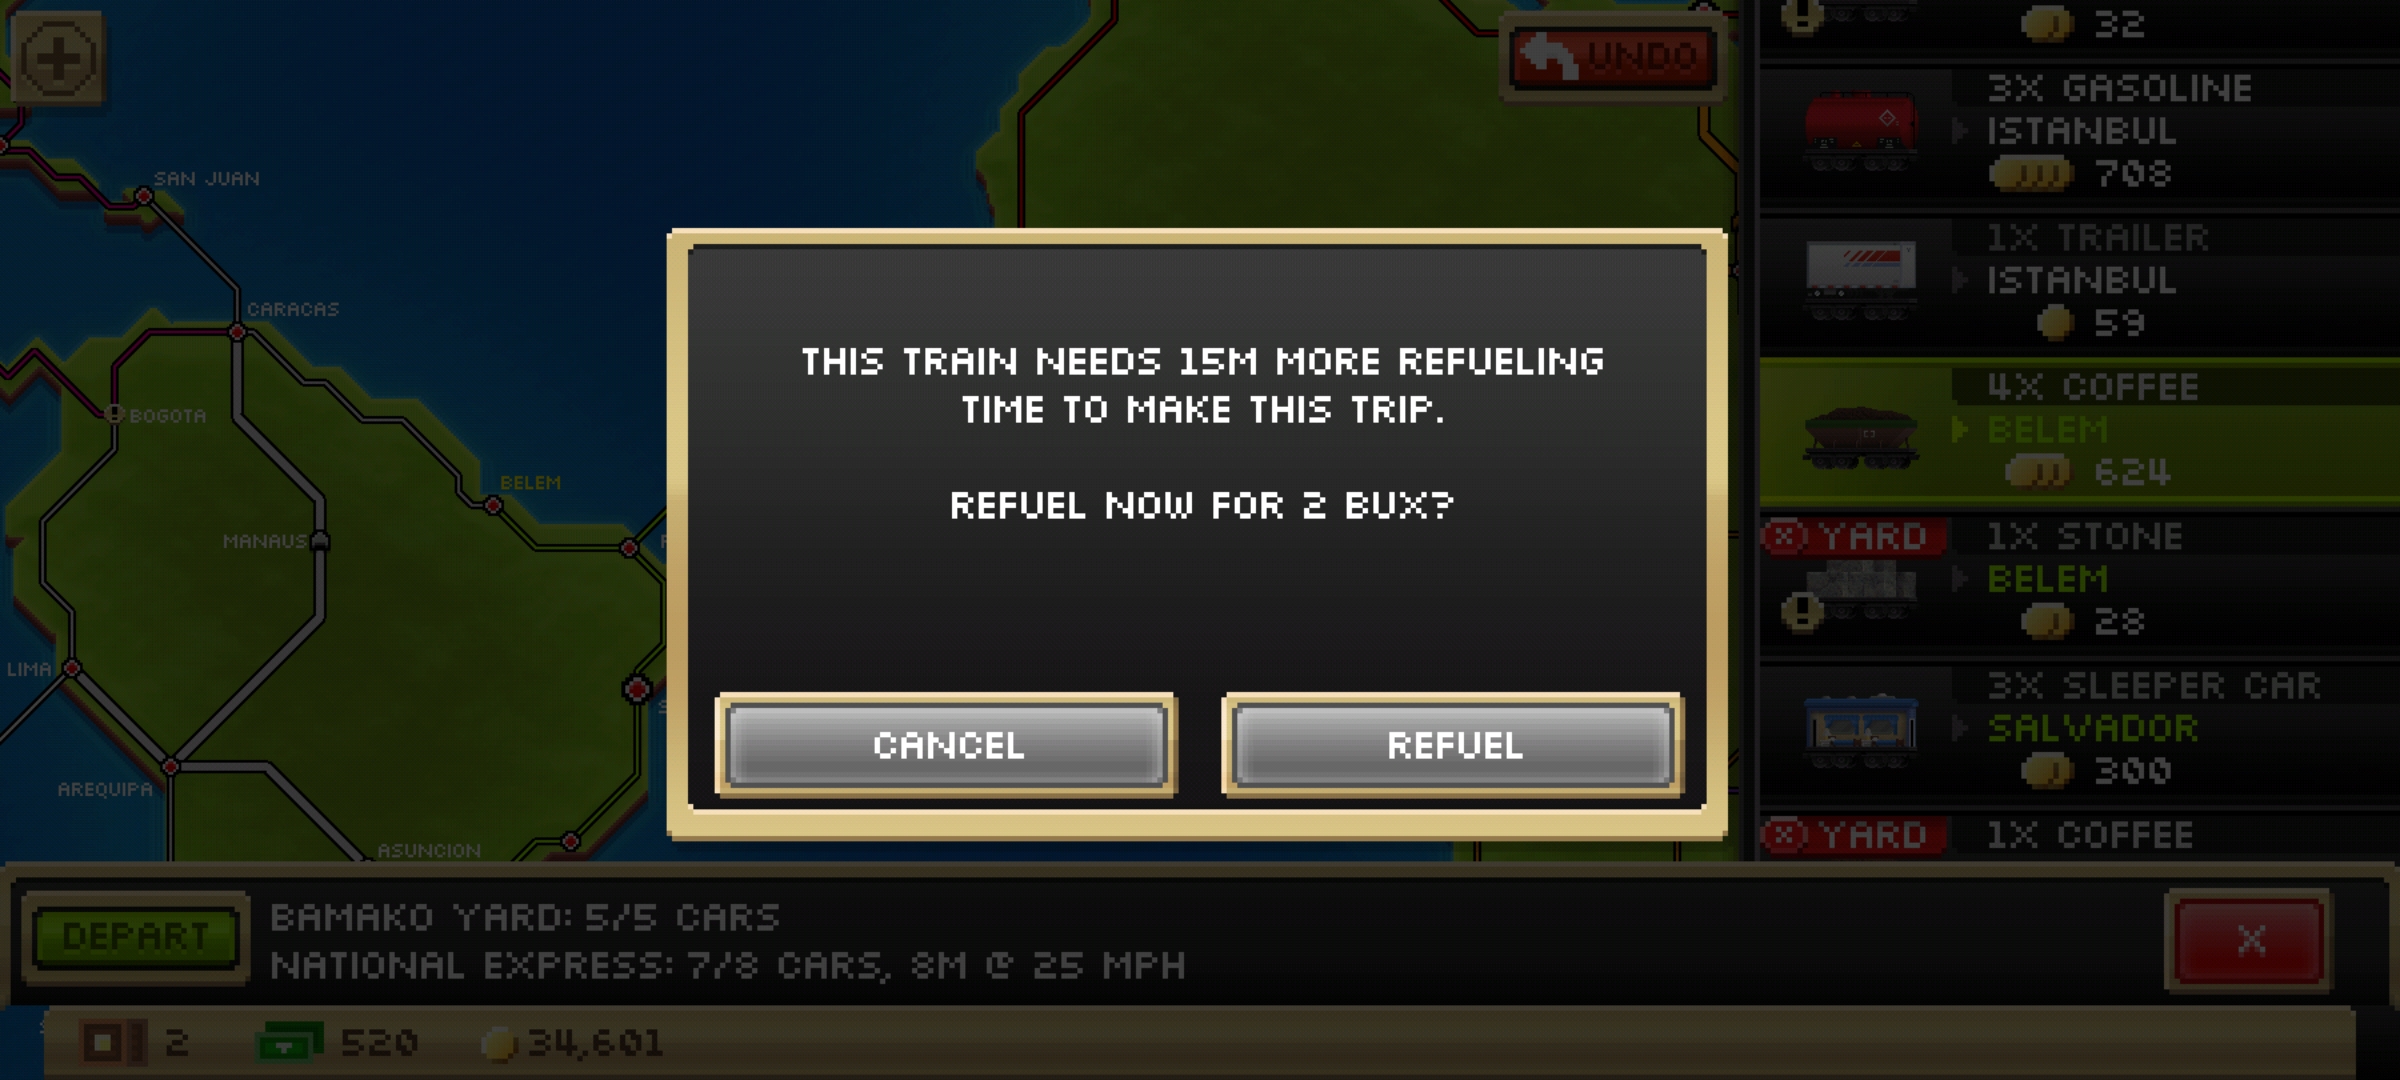 UNDO
32
3X GASOLINE
ISTANBUL
708
1X TRAILER
ISTANBUL
59
4X COFFEE
BELEM
624
YARD
1X STONE
BELEM
28
3X SLEEPER CAR
SALVADOR
300
YARD
1X COFFEE
SAN JUAN
CARACAS
BOGOTA
BELEM
MANAUS
LIMA
AREQUIPA
ASUNCION
THIS TRAIN NEEDS 15M MORE REFUELING
TIME TO MAKE THIS TRIP.
REFUEL NOW FOR 2 BUX?
CANCEL
REFUEL
DEPART
BAMAKO YARD: 5/5 CARS
NATIONAL EXPRESS: 7/8 CARS, 8M @ 25 MPH
X
2
520
34,601